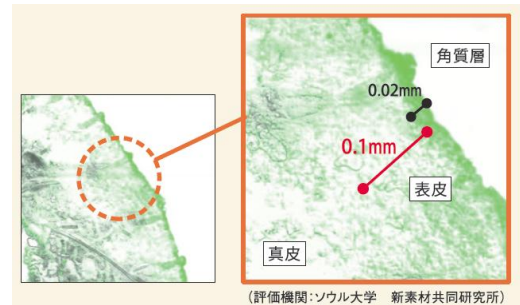 角質層
0.02mm
0.1mm
表皮
真皮
(評価機関:ソウル大学 新素材共同研究所)